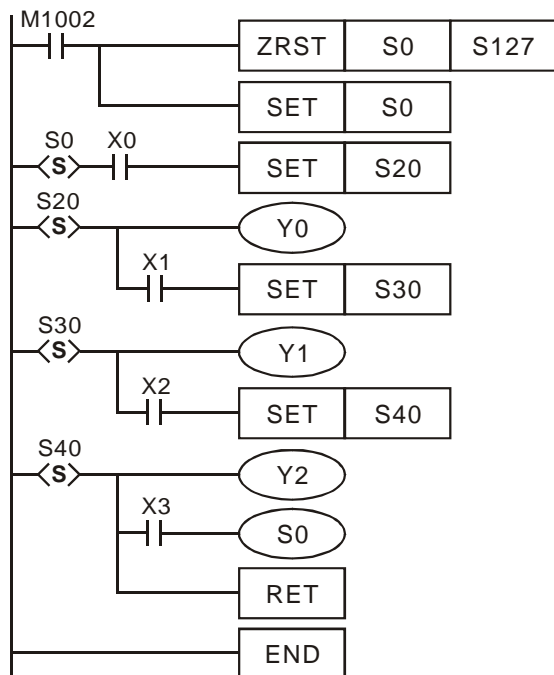 M1002
ZRST S0 S127
SET S0
S0 X0
S SET S20
S20
S Y0
X1
SET S30
S30
S Y1
X2
SET S40
S40
S Y2
X3
S0
RET
END